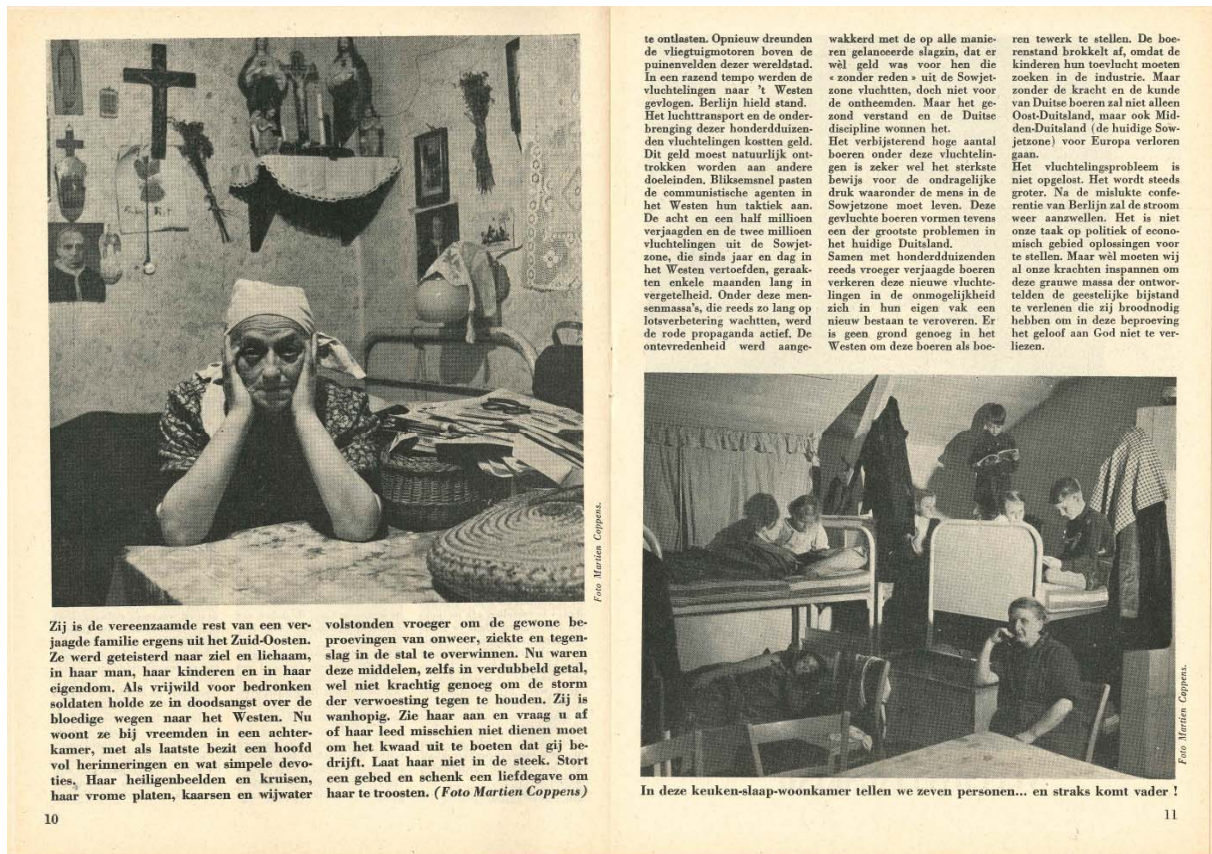 Foto Martien Coppens.
Zij is de vereenzaamde rest van een ver-
jaagde familie ergens uit het Zuid-Oosten.
Ze werd geteisterd naar ziel en lichaam,
in haar man, haar kinderen en in haar
eigendom. Als vrijwild voor bedronken
soldaten holde ze in doodsangst over de
bloedige wegen naar het Westen. Nu
woont ze bij vreemden in een achter-
kamer, met als laatste bezit een hoofd
vol herinneringen en wat simpele devo-
ties. Haar heiligenbeelden en kruisen,
haar vrome platen, kaarsen en wijwater
volstonden vroeger om de gewone be-
proevingen van onweer, ziekte en tegen-
slag in de stal te overwinnen. Nu waren
deze middelen, zelfs in verdubbeld getal,
wel niet krachtig genoeg om de storm
der verwoesting tegen te houden. Zij is
wanhopig. Zie haar aan en vraag u af
of haar leed misschien niet dienen moet
om het kwaad uit te boeten dat gij be-
drijft. Laat haar niet in de steek. Stort
een gebed en schenk een liefdegave om
haar te troosten. (Foto Martien Coppens)
10
te ontlasten. Opnieuw dreunden
de vliegtuigmotoren boven de
puinenvelden dezer wereldstad.
In een razend tempo werden de
vluchtelingen naar 't Westen
gevlogen. Berlijn hield stand.
Het luchttransport en de onder-
brenging dezer honderdduizen-
den vluchtelingen kostten geld.
Dit geld moest natuurlijk ont-
trokken worden aan andere
doeleinden. Bliksemsnel pasten
de communistische agenten in
het Westen hun taktiek aan.
De acht en een half millioen
verjaagden en de twee millioen
vluchtelingen uit de Sowjet-
zone, die sinds jaar en dag in
het Westen vertoefden, geraak-
ten enkele maanden lang in
vergetelheid. Onder deze men-
senmassa's, die reeds zo lang op
lotsverbetering wachtten, werd
de rode propaganda actief. De
ontevredenheid werd aange-
wakkerd met de op alle manie-
ren gelanceerde slagzin, dat er
wèl geld was voor hen die
« zonder reden » uit de Sowjet-
zone vluchtten, doch niet voor
de ontheemden. Maar het ge-
zond verstand en de Duitse
discipline wonnen het.
Het verbijsterend hoge aantal
boeren onder deze vluchtelin-
gen is zeker wel het sterkste
bewijs voor de ondragelijke
druk waaronder de mens in de
Sowjetzone moet leven. Deze
gevluchte boeren vormen tevens
een der grootste problemen in
het huidige Duitsland.
Samen met honderdduizenden
reeds vroeger verjaagde boeren
verkeren deze nieuwe vluchte-
lingen in de onmogelijkheid
zich in hun eigen vak een
nieuw bestaan te veroveren. Er
is geen grond genoeg in het
Westen om deze boeren als boe-
ren tewerk te stellen. De boe-
renstand brokkelt af, omdat de
kinderen hun toevlucht moeten
zoeken in de industrie. Maar
zonder de kracht en de kunde
van Duitse boeren zal niet alleen
Oost-Duitsland, maar ook Mid-
den-Duitsland (de huidige Sow-
jetzone) voor Europa verloren
gaan.
Het vluchtelingsprobleem is
niet opgelost. Het wordt steeds
groter. Na de mislukte confe-
rentie van Berlijn zal de stroom
weer aanzwellen. Het is niet
onze taak op politiek of econo-
misch gebied oplossingen voor
te stellen. Maar wèl moeten wij
al onze krachten inspannen om
deze grauwe massa der ontwor-
telden de geestelijke bijstand
te verlenen die zij broodnodig
hebben om in deze beproeving
het geloof aan God niet te ver-
liezen.
Foto Martien Coppens.
In deze keuken-slaap-woonkamer tellen we zeven personen... en straks komt vader !
11